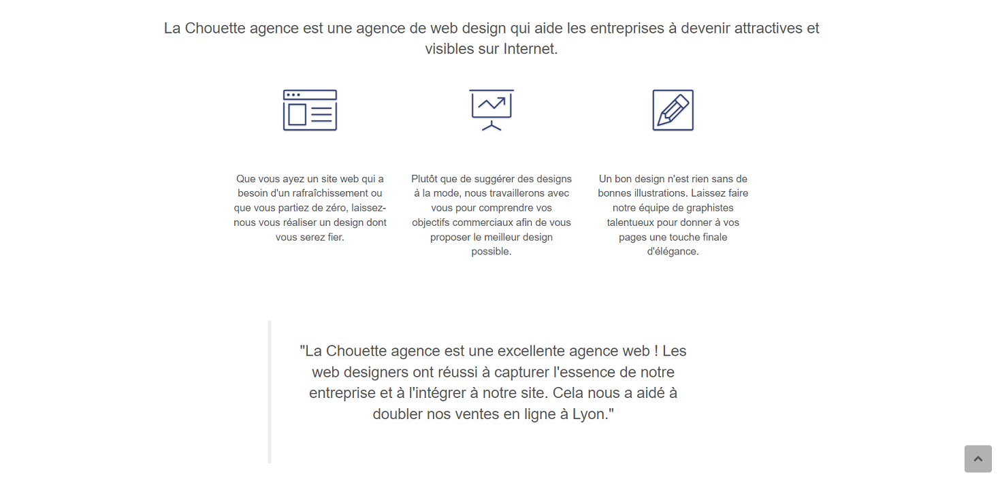 La Chouette agence est une agence de web design qui aide les entreprises à devenir attractives et
visibles sur Internet.
Que vous ayez un site web qui a
besoin d'un rafraîchissement ou
que vous partiez de zéro, laissez-
nous vous réaliser un design dont
vous serez fier.
Plutôt que de suggérer des designs
à la mode, nous travaillerons avec
vous pour comprendre vos
objectifs commerciaux afin de vous
proposer le meilleur design
possible.
Un bon design n'est rien sans de
bonnes illustrations. Laissez faire
notre équipe de graphistes
talentueux pour donner à vos
pages une touche finale
d'élégance.
"La Chouette agence est une excellente agence web ! Les
web designers ont réussi à capturer l'essence de notre
entreprise et à l'intégrer à notre site. Cela nous a aidé à
doubler nos ventes en ligne à Lyon."